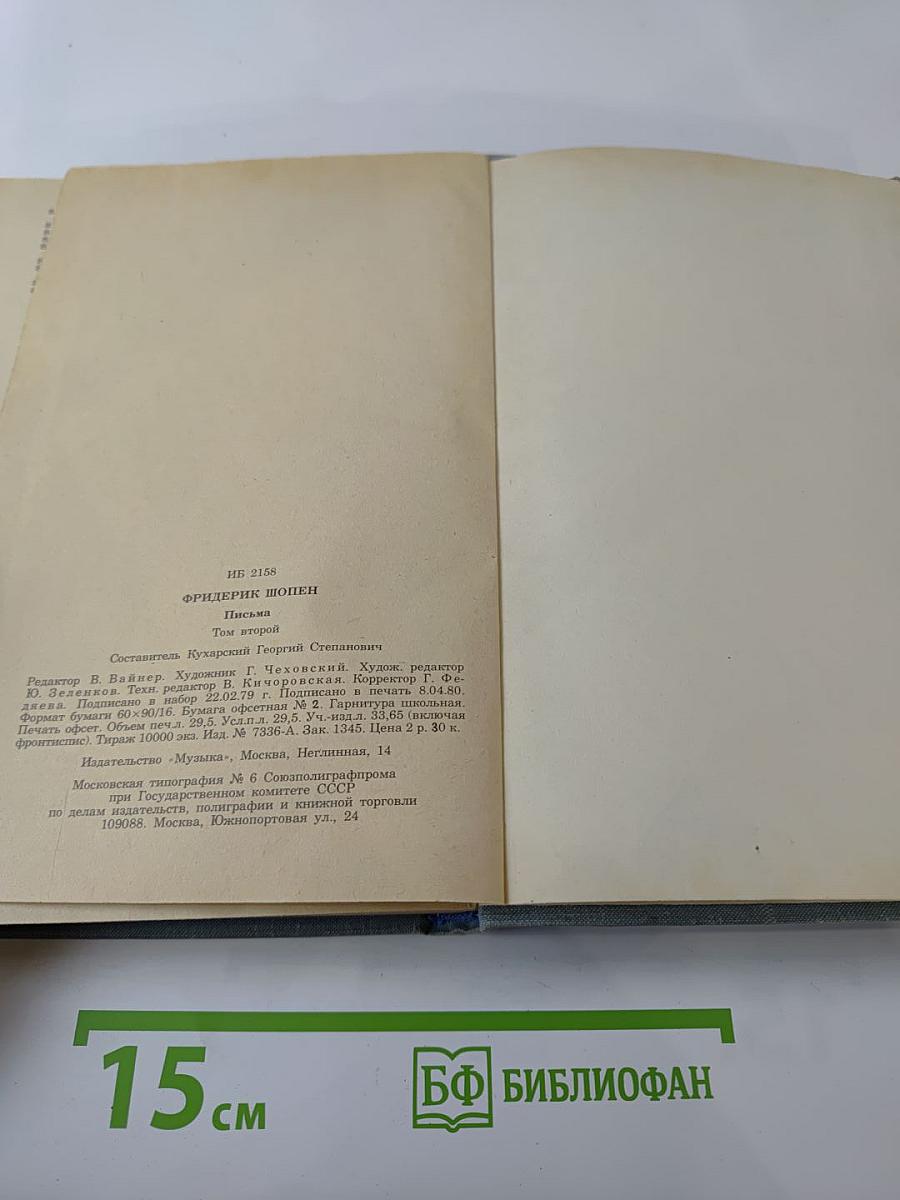 ИБ 2158
ФРИДЕРИК ШОПЕН
Письма
Том второй
Составитель Кухарский Георгий Степанович
Редактор В. Вайнер. Художник Г. Чеховский. Худож. редактор
Ю. Зеленков. Техн. редактор В. Кичоровская. Корректор Г. Фе-
дяева. Подписано в набор 22.02.79 г. Подписано в печать 8.04.80.
Формат бумаги 60×90/16. Бумага офсетная № 2. Гарнитура школьная.
Печать офсет. Объем печ.л. 29,5. Усл.п.л. 29,5. Уч.-изд.л. 33,65 (включая
фронтиспис). Тираж 10000 экз. Изд. № 7336-А. Зак. 1345. Цена 2 р. 30 к.
Издательство «Музыка», Москва, Неглинная, 14
Московская типография № 6 Союзполиграфпрома
при Государственном комитете СССР
по делам издательств, полиграфии и книжной торговли
109088. Москва, Южнопортовая ул., 24
15 см
БФ БИБЛИОФАН